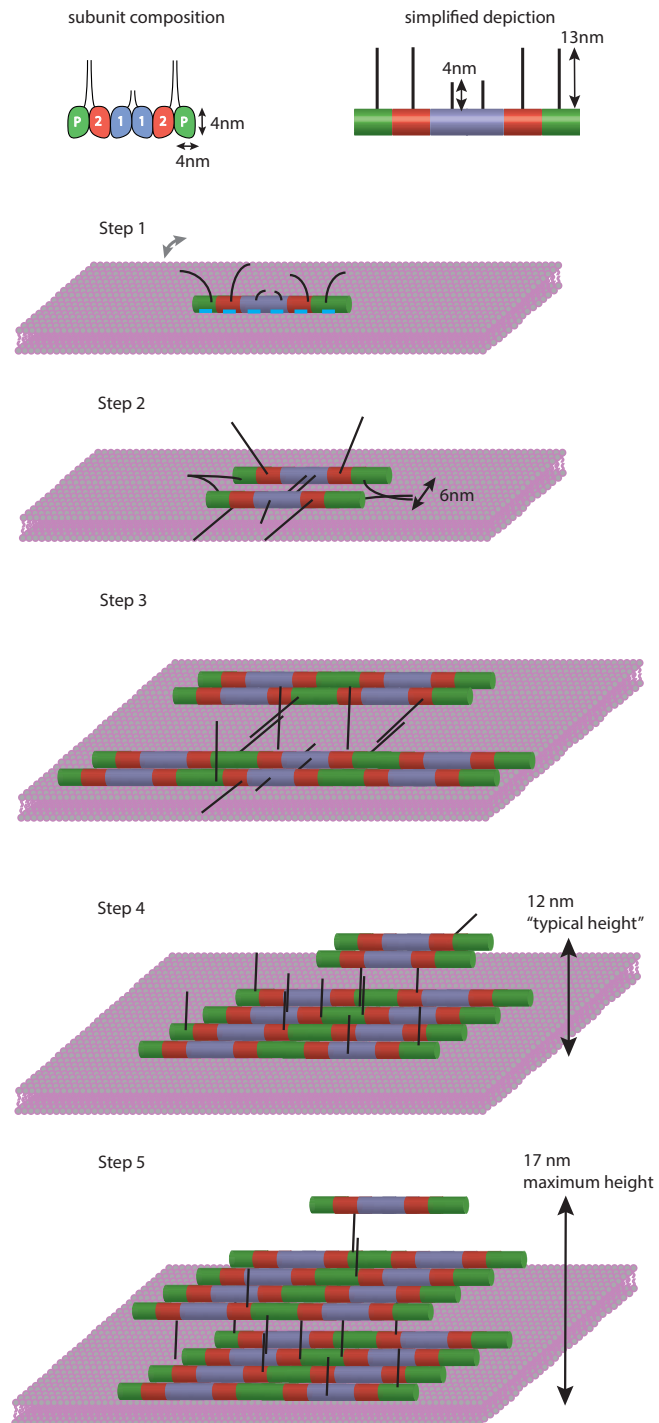 subunit composition
simplified depiction
13nm
4nm
P 2 1 1 2 P
4nm
4nm
Step 1
Step 2
6nm
Step 3
Step 4
12 nm
“typical height”
Step 5
17 nm
maximum height